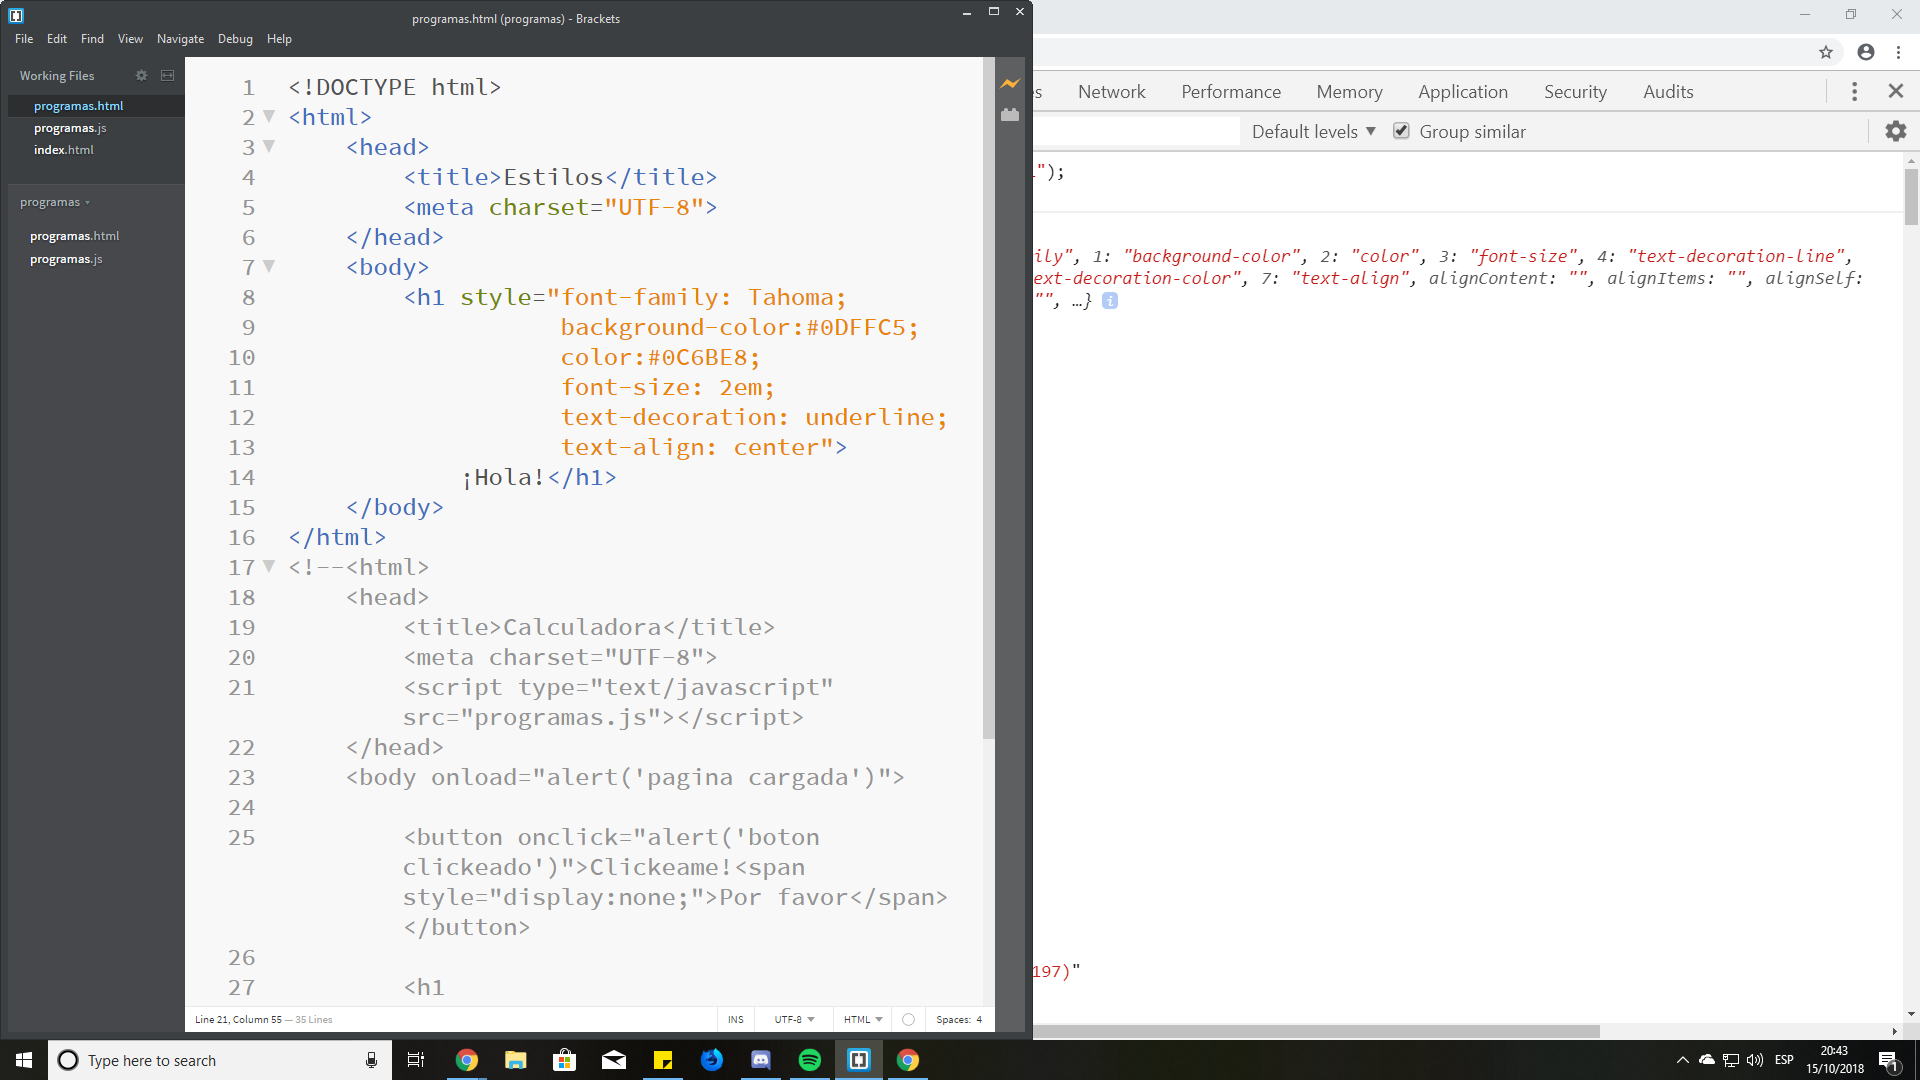 programas.html (programas) - Brackets
File Edit Find View Navigate Debug Help
Working Files
programas.html
programas.js
index.html
programas
programas.html
programas.js
1 <!DOCTYPE html>
2 <html>
3 <head>
4 <title>Estilos</title>
5 <meta charset="UTF-8">
6 </head>
7 <body>
8 <h1 style="font-family: Tahoma;
9 background-color:#0DFFC5;
10 color:#0C6BE8;
11 font-size: 2em;
12 text-decoration: underline;
13 text-align: center">
14 ¡Hola!</h1>
15 </body>
16 </html>
17 <!--<html>
18 <head>
19 <title>Calculadora</title>
20 <meta charset="UTF-8">
21 <script type="text/javascript"
src="programas.js"></script>
22 </head>
23 <body onload="alert('pagina cargada')">
24
25 <button onclick="alert('boton
clickeado')">Clickeame!<span
style="display:none;">Por favor</span>
</button>
26
27 <h1
Line 21, Column 55 — 35 Lines
INS UTF-8 HTML Spaces: 4
Network Performance Memory Application Security Audits
Default levels Group similar
");
ily", 1: "background-color", 2: "color", 3: "font-size", 4: "text-decoration-line",
ext-decoration-color", 7: "text-align", alignContent: "", alignItems: "", alignSelf:
"", …} i
197)"
Type here to search
ESP
20:43
15/10/2018
1